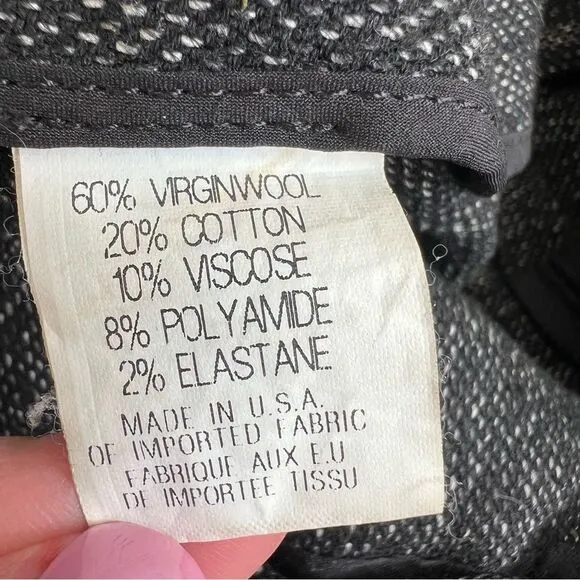 60% VIRGINWOOL
20% COTTON
10% VISCOSE
8% POLYAMIDE
2% ELASTANE
MADE IN U.S.A.
OF IMPORTED FABRIC
FABRIQUE AUX E.U
DE IMPORTEE TISSU